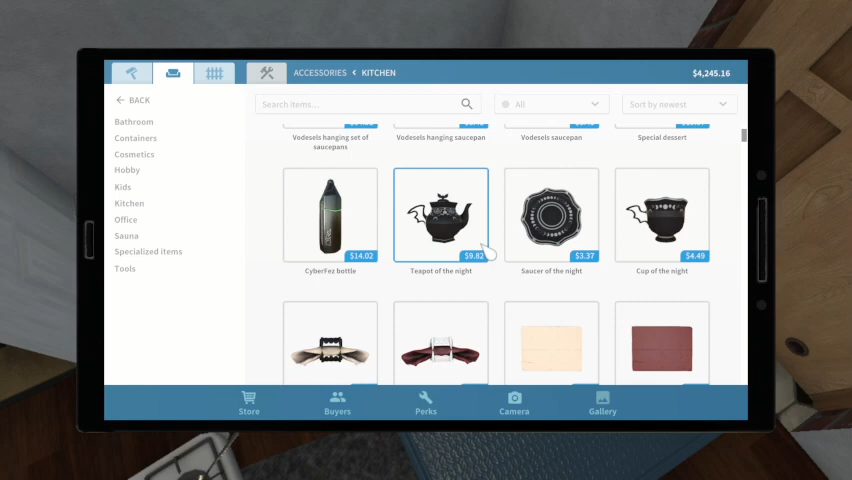 ACCESSORIES < KITCHEN
$4,245.16
BACK
Search items...
All
Sort by newest
Bathroom
Containers
Cosmetics
Hobby
Kids
Kitchen
Office
Sauna
Specialized items
Tools
Vodesels hanging set of
saucepans
Vodesels hanging saucepan
Vodesels saucepan
Special dessert
$14.02
$9.82
$3.37
$4.49
CyberFez bottle
Teapot of the night
Saucer of the night
Cup of the night
Store
Buyers
Perks
Camera
Gallery